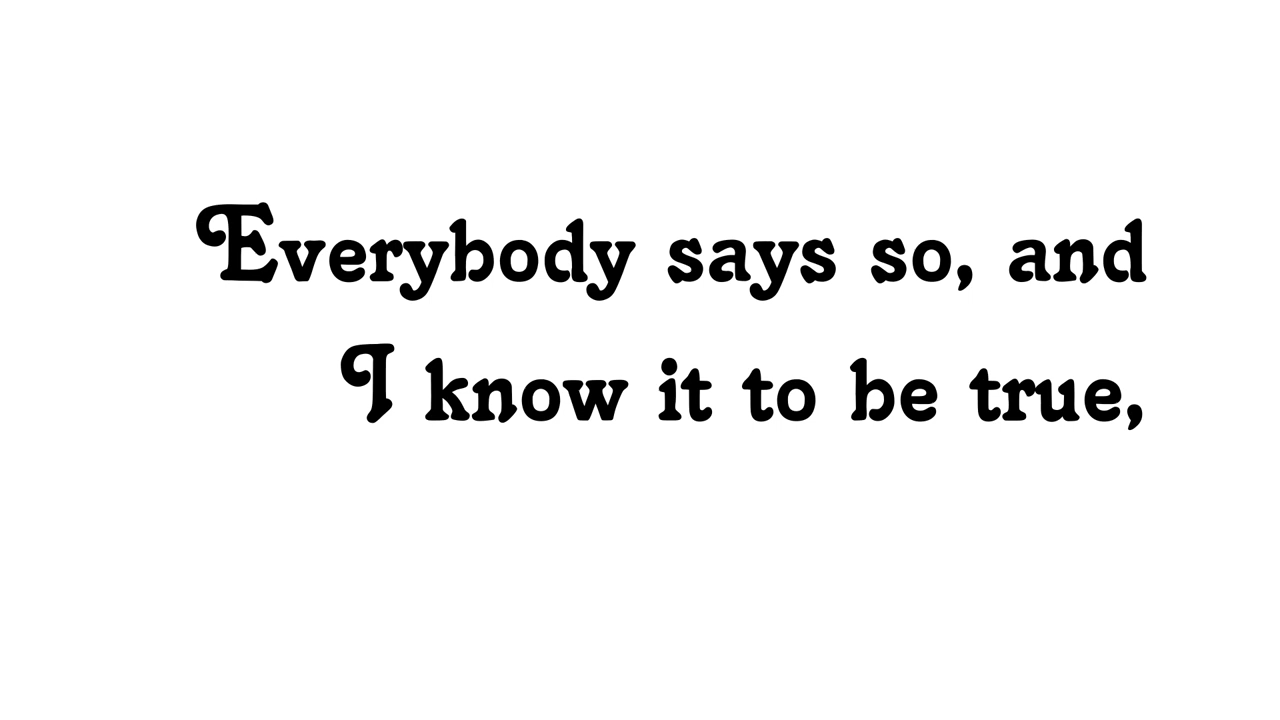 Everybody says so, and
I know it to be true,